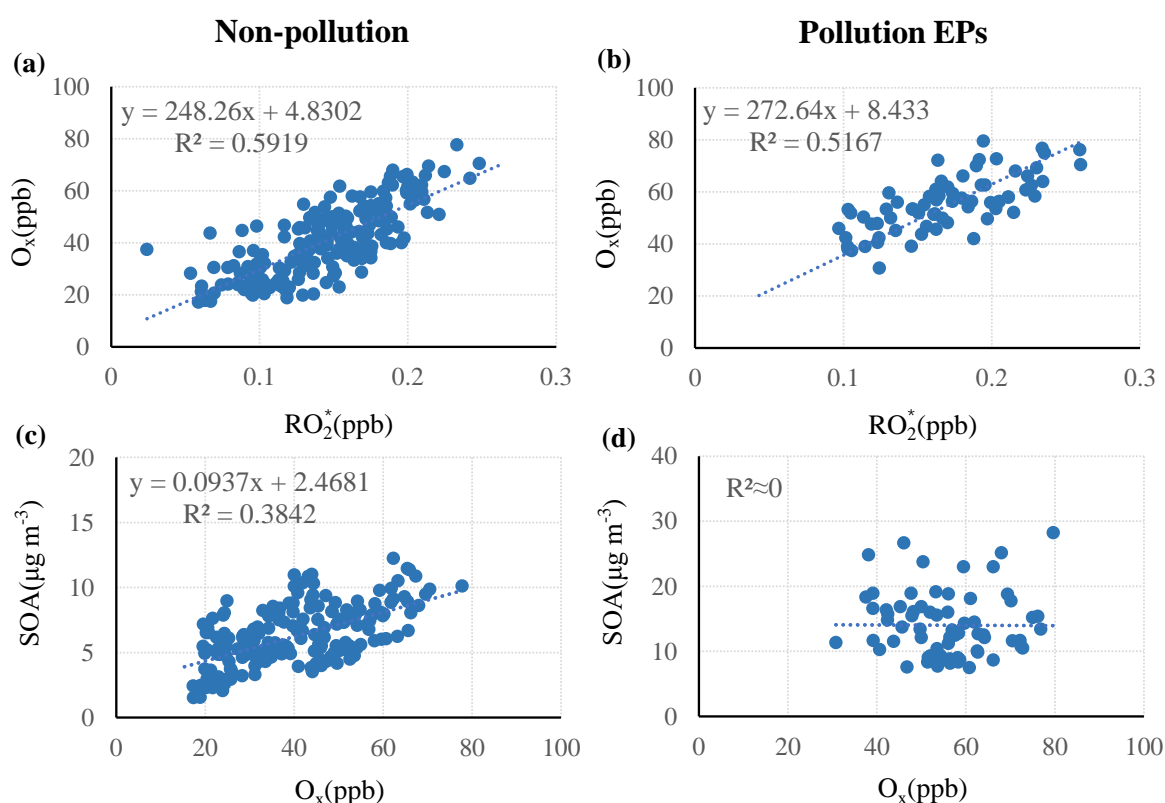 Non-pollution
Pollution EPs
(a)
y = 248.26x + 4.8302
R² = 0.5919
100
80
60
40
20
0
Oₓ(ppb)
0 0.1 0.2 0.3
RO₂*(ppb)
(b)
y = 272.64x + 8.433
R² = 0.5167
100
80
60
40
20
0
Oₓ(ppb)
0 0.1 0.2 0.3
RO₂*(ppb)
(c)
y = 0.0937x + 2.4681
R² = 0.3842
20
15
10
5
0
SOA(μg m⁻³)
0 20 40 60 80 100
Oₓ(ppb)
(d)
R²≈0
40
30
20
10
0
SOA(μg m⁻³)
0 20 40 60 80 100
Oₓ(ppb)